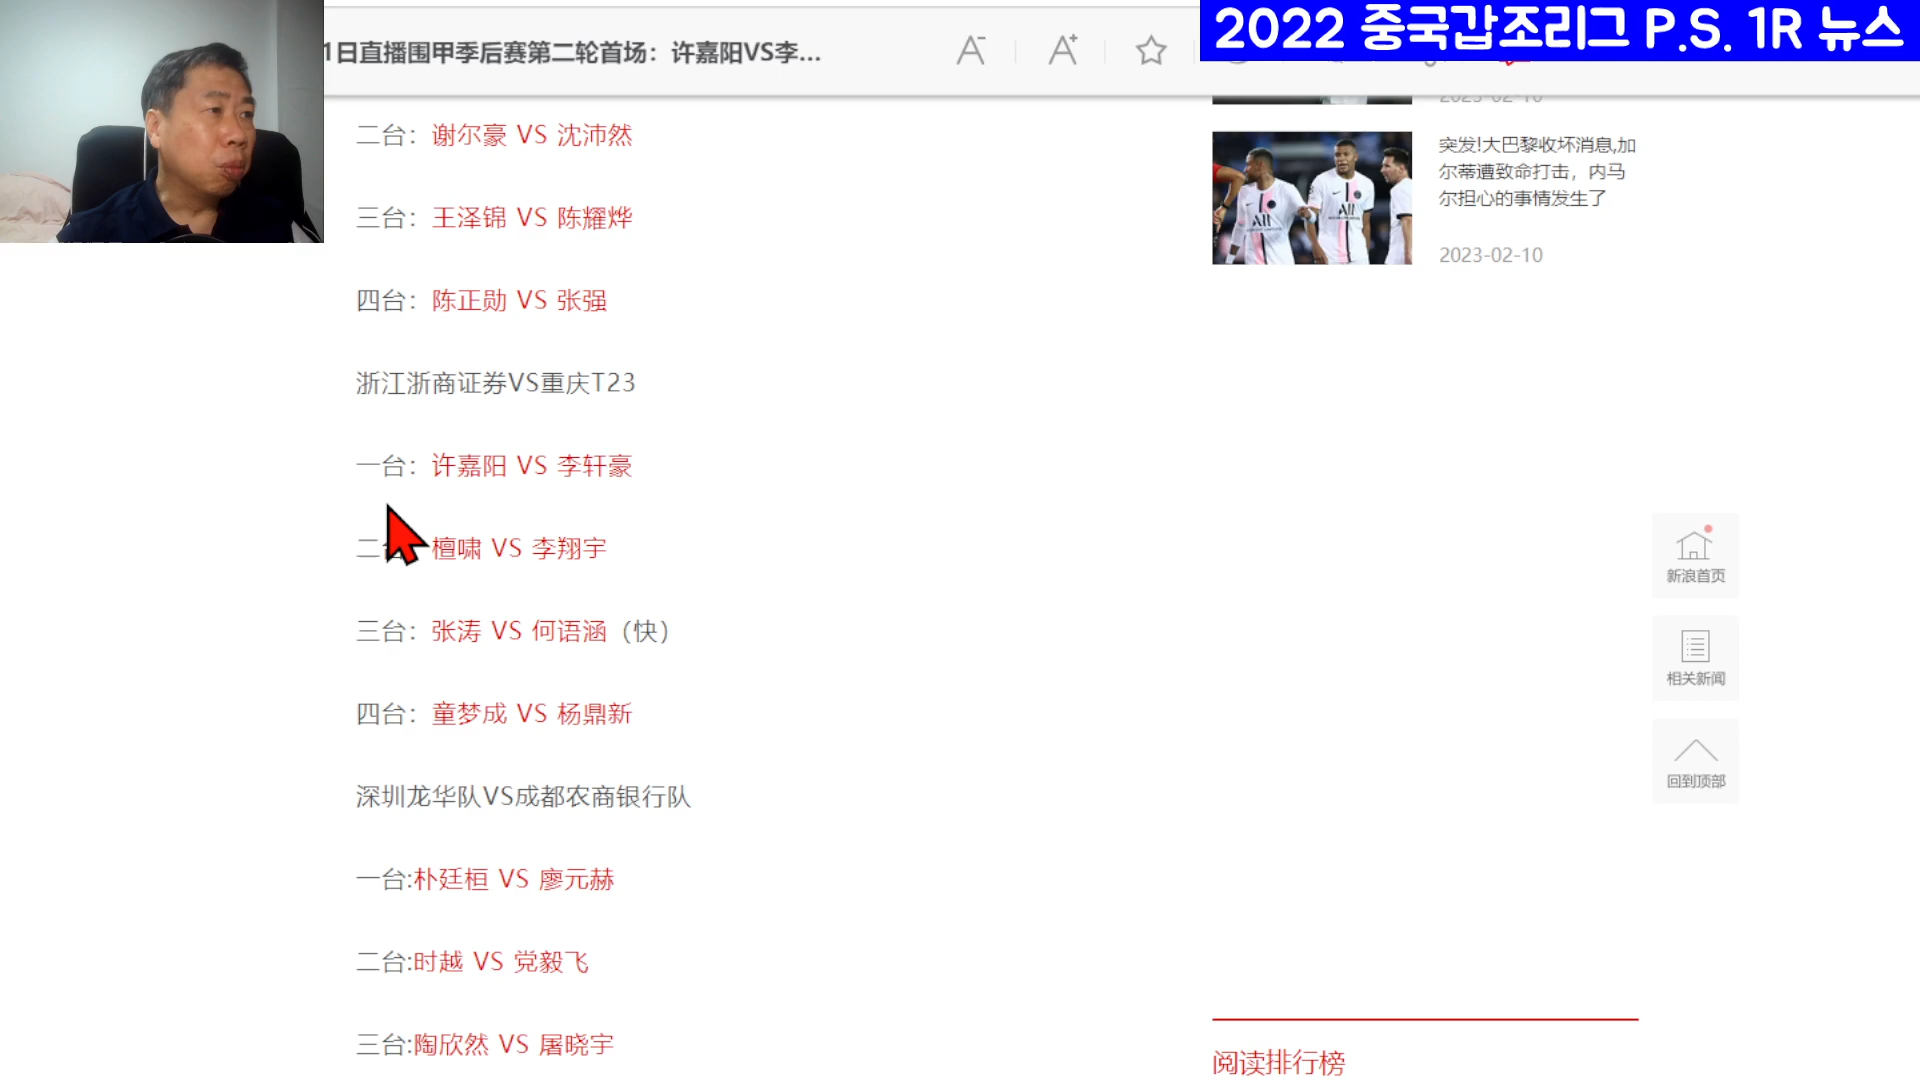 2022 중국갑조리그 P.S. 1R 뉴스
1日直播围甲季后赛第二轮首场：许嘉阳VS李...
A- A+
二台：谢尔豪 VS 沈沛然
三台：王泽锦 VS 陈耀烨
四台：陈正勋 VS 张强
浙江浙商证券VS重庆T23
一台：许嘉阳 VS 李轩豪
二台 檀啸 VS 李翔宇
三台：张涛 VS 何语涵（快）
四台：童梦成 VS 杨鼎新
深圳龙华队VS成都农商银行队
一台:朴廷桓 VS 廖元赫
二台:时越 VS 党毅飞
三台:陶欣然 VS 屠晓宇
2023-02-10
突发!大巴黎收坏消息,加
尔蒂遭致命打击，内马
尔担心的事情发生了
2023-02-10
新浪首页
相关新闻
回到顶部
阅读排行榜